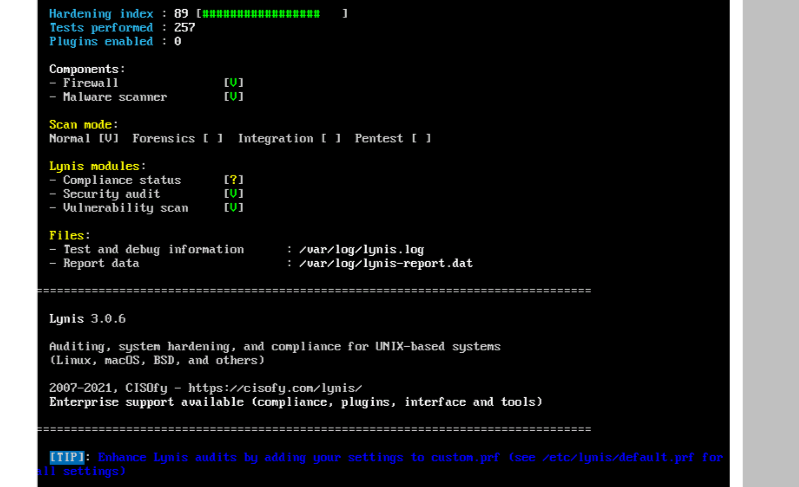 Hardening index : 89 [################# ]
Tests performed : 257
Plugins enabled : 0
Components:
- Firewall [V]
- Malware scanner [V]
Scan mode:
Normal [V] Forensics [ ] Integration [ ] Pentest [ ]
Lynis modules:
- Compliance status [?]
- Security audit [V]
- Vulnerability scan [V]
Files:
- Test and debug information : /var/log/lynis.log
- Report data : /var/log/lynis-report.dat
================================================================================
Lynis 3.0.6
Auditing, system hardening, and compliance for UNIX-based systems
(Linux, macOS, BSD, and others)
2007-2021, CISOfy - https://cisofy.com/lynis/
Enterprise support available (compliance, plugins, interface and tools)
================================================================================
[TIP]: Enhance Lynis audits by adding your settings to custom.prf (see /etc/lynis/default.prf for
all settings)